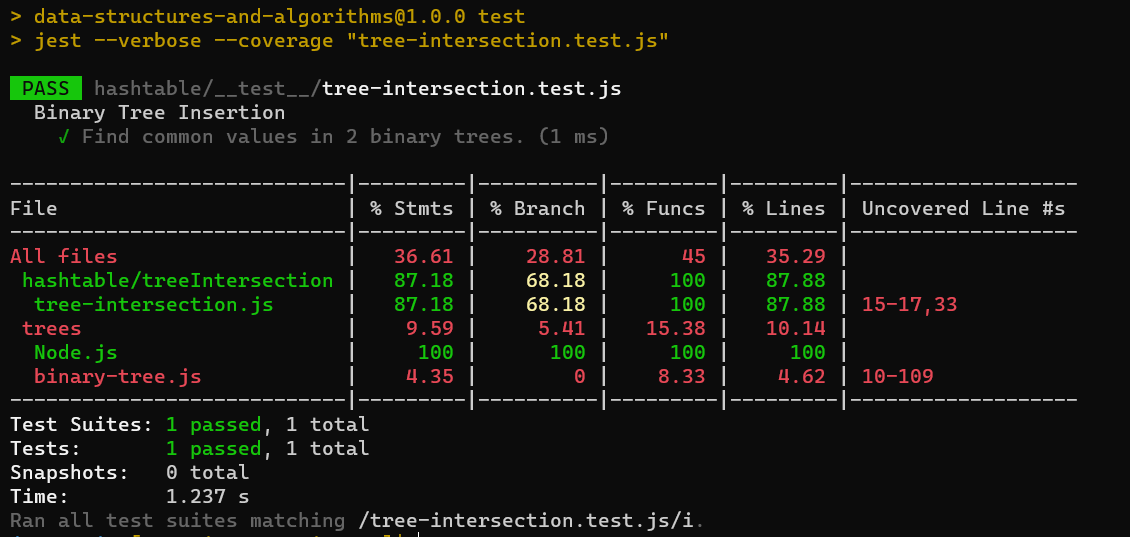 > data-structures-and-algorithms@1.0.0 test
> jest --verbose --coverage "tree-intersection.test.js"
PASS hashtable/__test__/tree-intersection.test.js
Binary Tree Insertion
√ Find common values in 2 binary trees. (1 ms)
----------------------------|---------|----------|---------|---------|-------------------
File                        | % Stmts | % Branch | % Funcs | % Lines | Uncovered Line #s
----------------------------|---------|----------|---------|---------|-------------------
All files                   |   36.61 |    28.81 |      45 |   35.29 |
 hashtable/treeIntersection |   87.18 |    68.18 |     100 |   87.88 |
  tree-intersection.js      |   87.18 |    68.18 |     100 |   87.88 | 15-17,33
 trees                      |    9.59 |     5.41 |   15.38 |   10.14 |
  Node.js                   |     100 |      100 |     100 |     100 |
  binary-tree.js            |    4.35 |        0 |    8.33 |    4.62 | 10-109
----------------------------|---------|----------|---------|---------|-------------------
Test Suites: 1 passed, 1 total
Tests:       1 passed, 1 total
Snapshots:   0 total
Time:        1.237 s
Ran all test suites matching /tree-intersection.test.js/i.